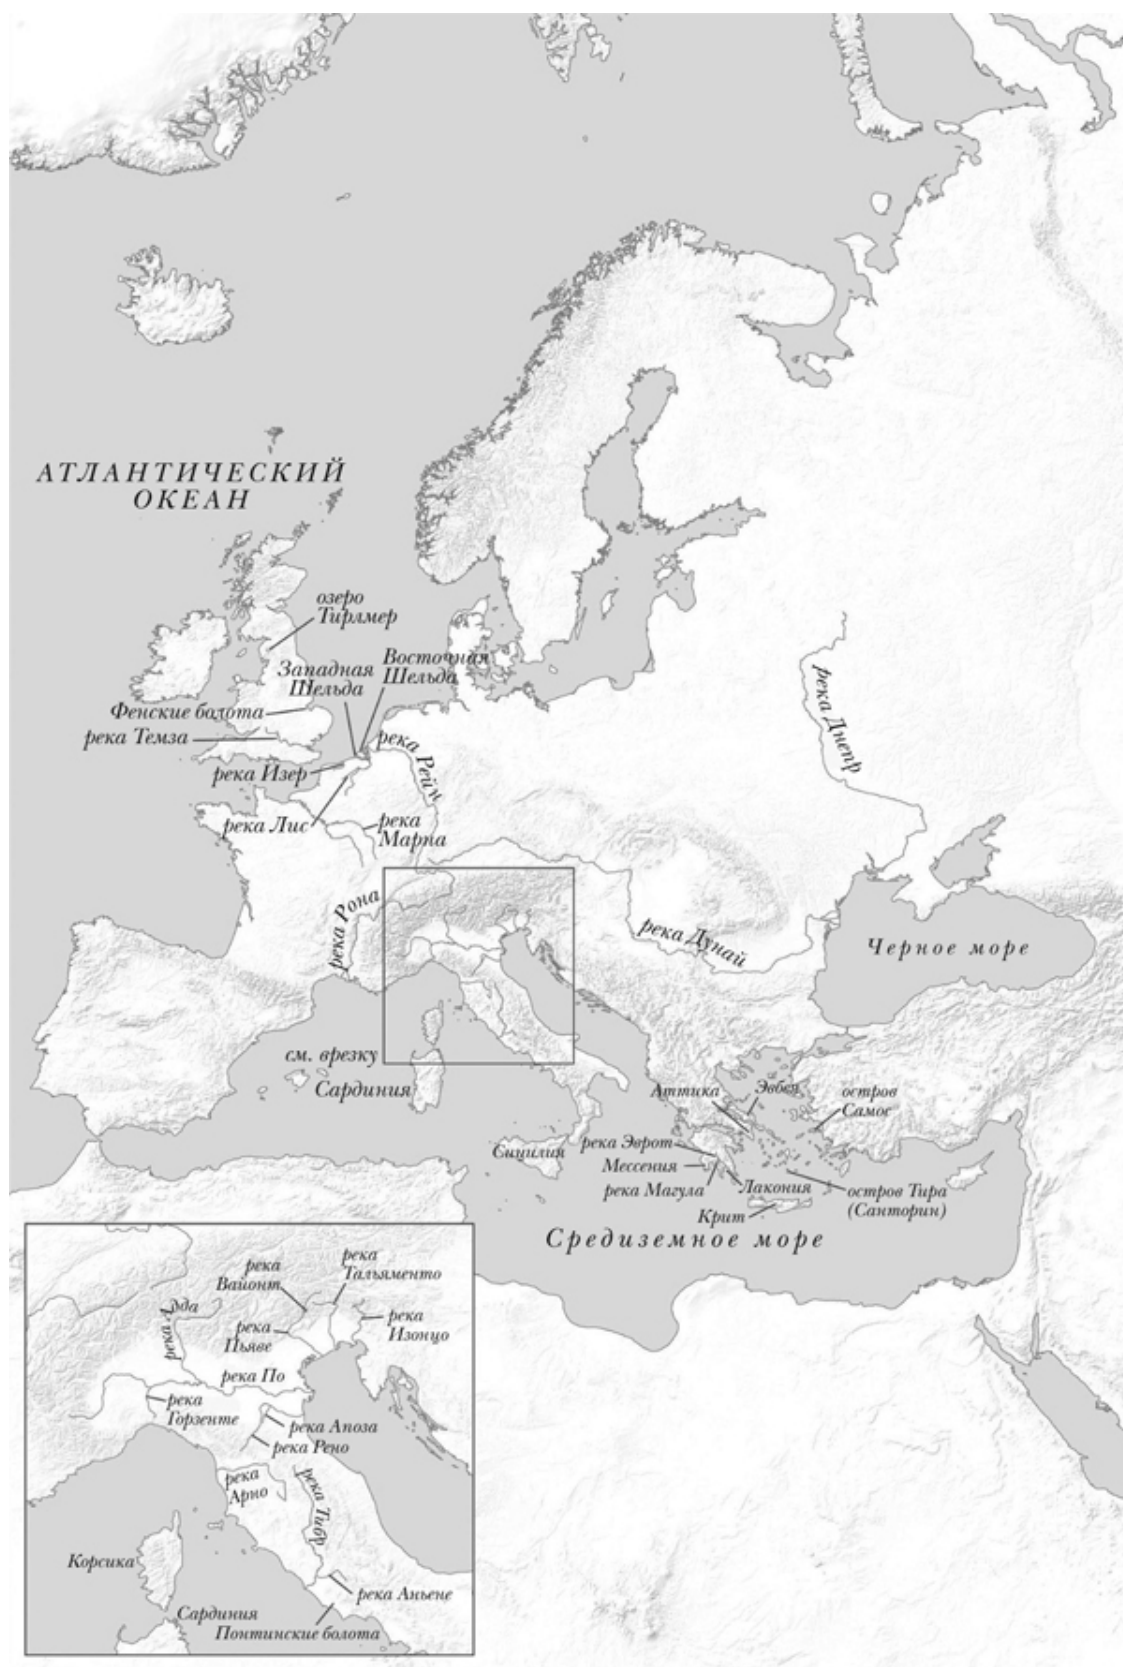 АТЛАНТИЧЕСКИЙ
ОКЕАН
озеро
Тирлмер
Западная
Шельда
Восточная
Шельда
Фенские болота
река Темза
река Изер
река Лис
река Рейн
река
Марна
река Днепр
река Рона
река Дунай
Черное море
см. врезку
Сардиния
Аттика
Эвбея
остров
Самос
Сицилия
река Эврот
Мессения
река Магула
Лакония
остров Тира
(Санторин)
Крит
Средиземное море
река
Вайонт
река
Тальяменто
река Адда
река
Пьяве
река
Изонцо
река По
река
Горзенте
река Апоза
река Рено
река
Арно
река Тибр
Корсика
река Аньене
Сардиния
Понтинские болота